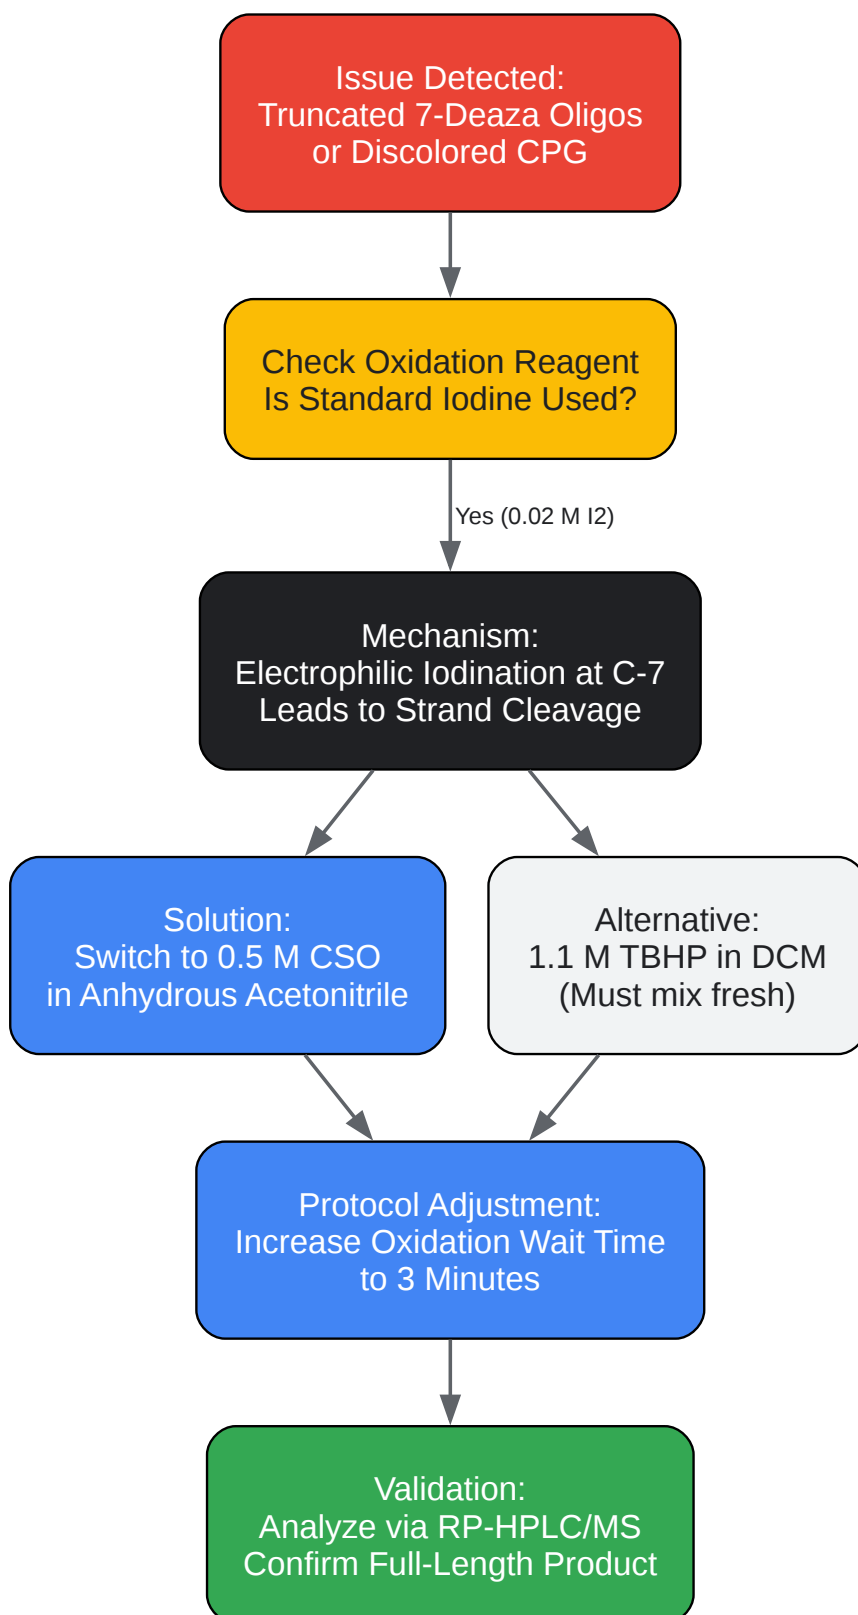 Issue Detected:
Truncated 7-Deaza Oligos
or Discolored CPG
Check Oxidation Reagent
Is Standard Iodine Used?
Yes (0.02 M I2)
Mechanism:
Electrophilic Iodination at C-7
Leads to Strand Cleavage
Solution:
Switch to 0.5 M CSO
in Anhydrous Acetonitrile
Alternative:
1.1 M TBHP in DCM
(Must mix fresh)
Protocol Adjustment:
Increase Oxidation Wait Time
to 3 Minutes
Validation:
Analyze via RP-HPLC/MS
Confirm Full-Length Product